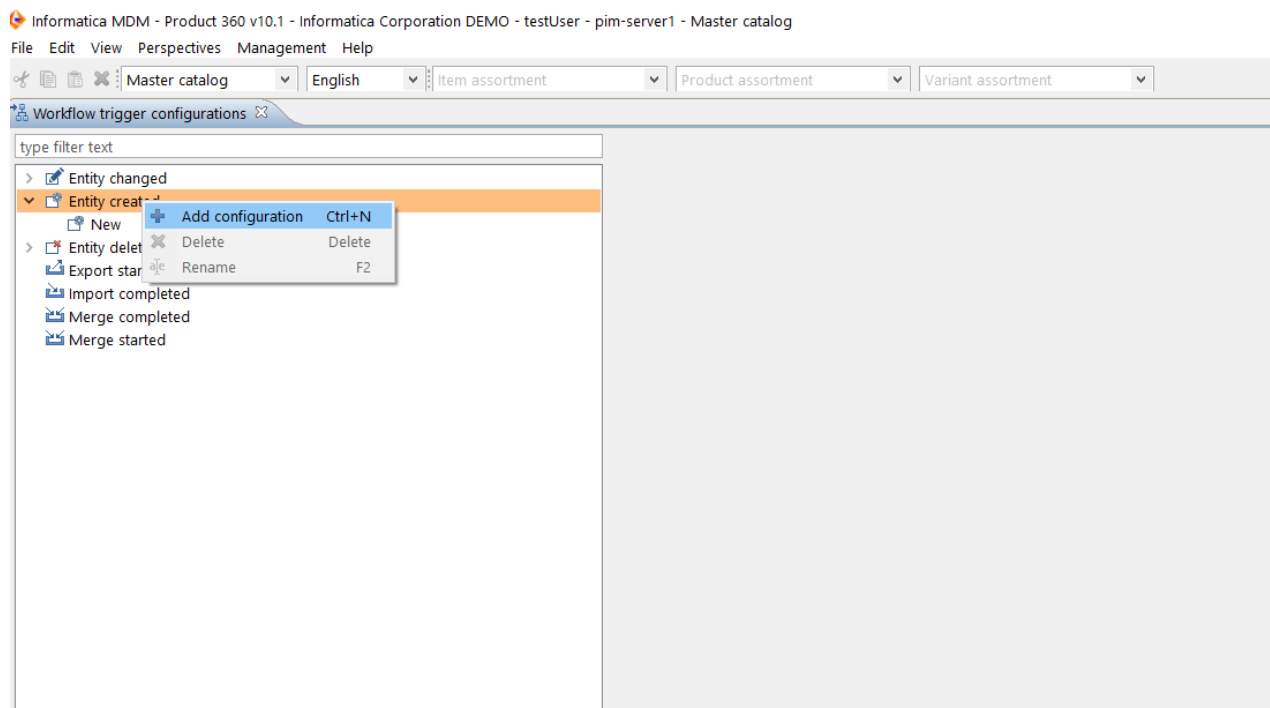 Informatica MDM - Product 360 v10.1 - Informatica Corporation DEMO - testUser - pim-server1 - Master catalog
File Edit View Perspectives Management Help
Master catalog English Item assortment Product assortment Variant assortment
Workflow trigger configurations
type filter text
Entity changed
Entity created
Add configuration Ctrl+N
New
Entity delet
Delete Delete
Export star
Rename F2
Import completed
Merge completed
Merge started